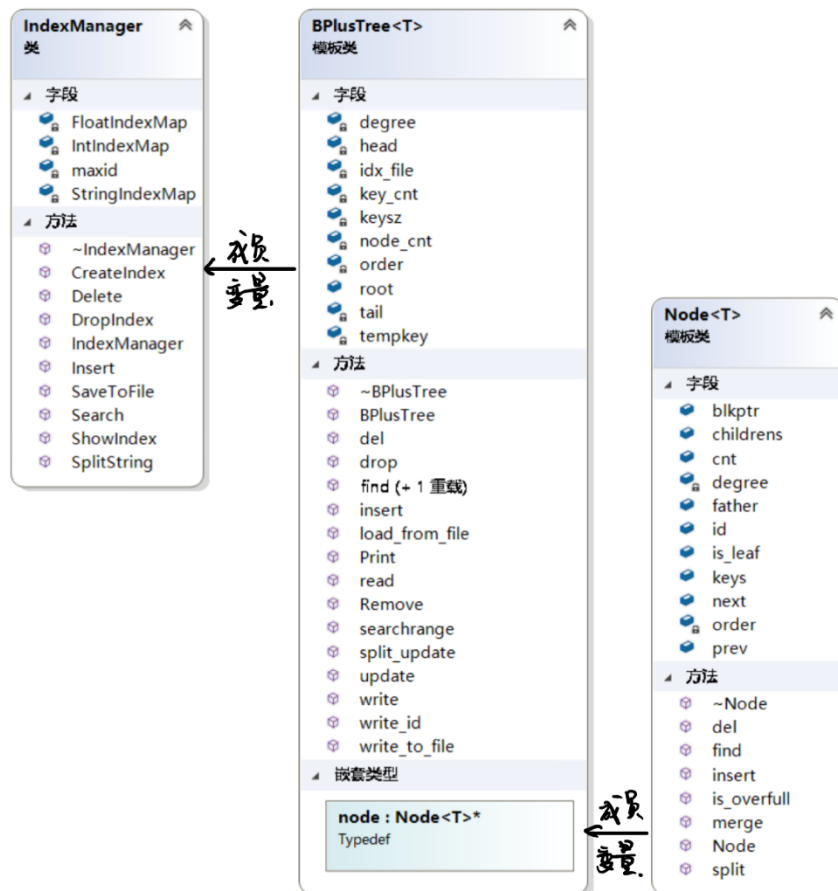 IndexManager
类
字段
FloatIndexMap
IntIndexMap
maxid
StringIndexMap
方法
~IndexManager
CreateIndex
Delete
DropIndex
IndexManager
Insert
SaveToFile
Search
ShowIndex
SplitString
成员
变量.
BPlusTree<T>
模板类
字段
degree
head
idx_file
key_cnt
keysz
node_cnt
order
root
tail
tempkey
方法
~BPlusTree
BPlusTree
del
drop
find (+ 1 重载)
insert
load_from_file
Print
read
Remove
searchrange
split_update
update
write
write_id
write_to_file
嵌套类型
node : Node<T>*
Typedef
成员
变量.
Node<T>
模板类
字段
blkptr
childrens
cnt
degree
father
id
is_leaf
keys
next
order
prev
方法
~Node
del
find
insert
is_overfull
merge
Node
split